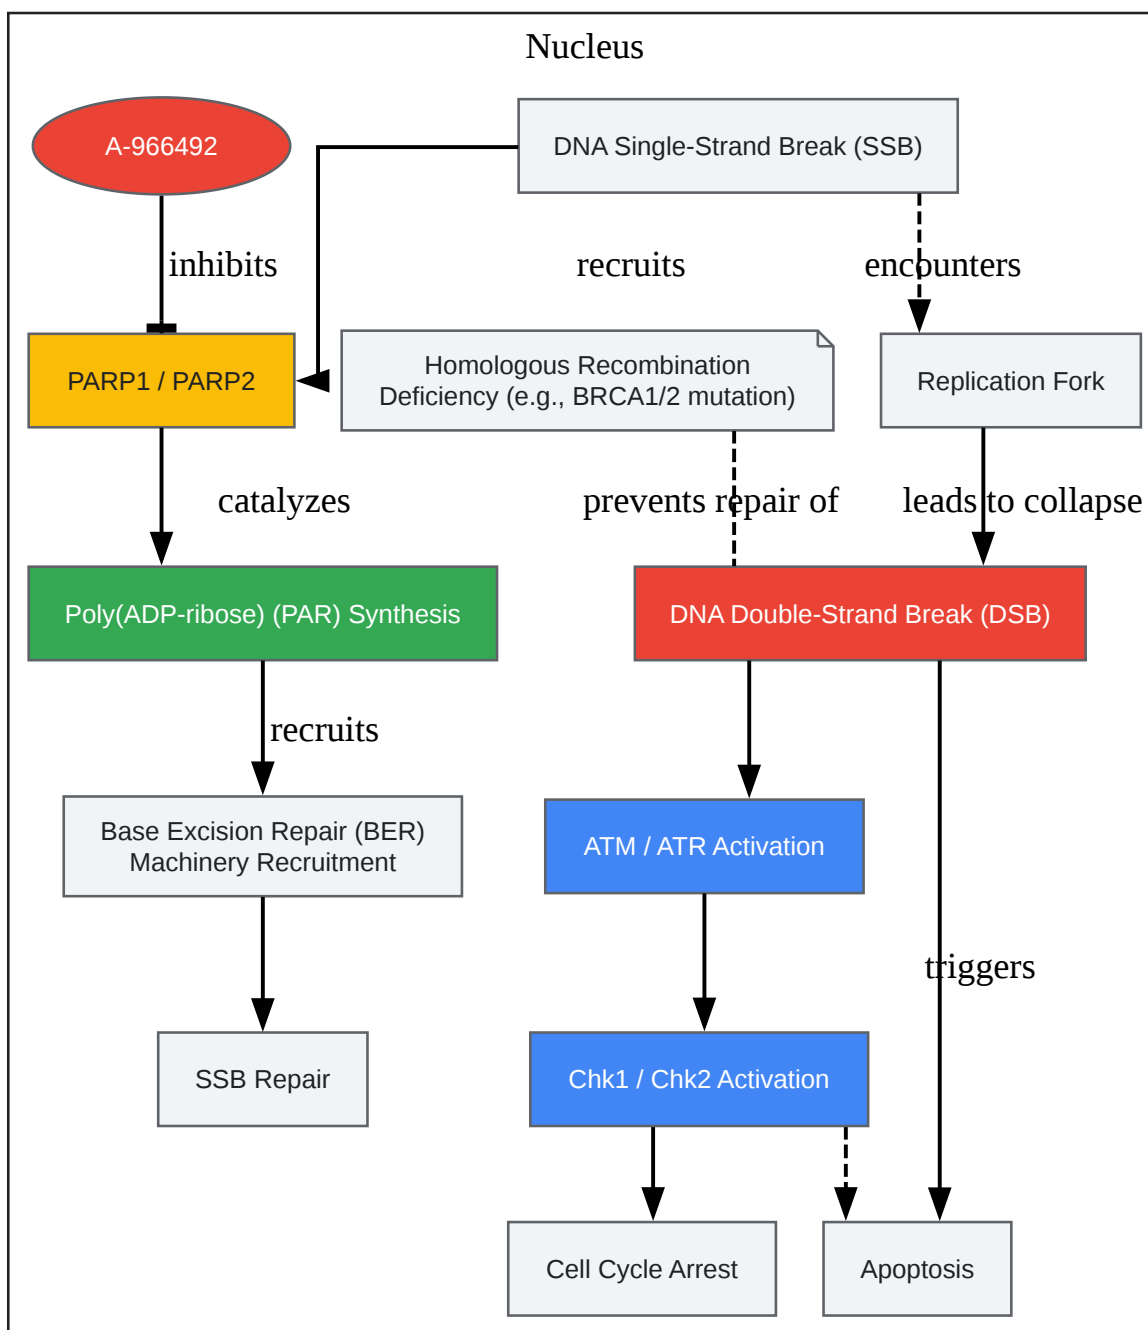 Nucleus
A-966492
DNA Single-Strand Break (SSB)
inhibits
recruits
encounters
PARP1 / PARP2
Homologous Recombination
Deficiency (e.g., BRCA1/2 mutation)
Replication Fork
catalyzes
prevents repair of
leads to collapse
Poly(ADP-ribose) (PAR) Synthesis
DNA Double-Strand Break (DSB)
recruits
Base Excision Repair (BER)
Machinery Recruitment
ATM / ATR Activation
triggers
SSB Repair
Chk1 / Chk2 Activation
Cell Cycle Arrest
Apoptosis